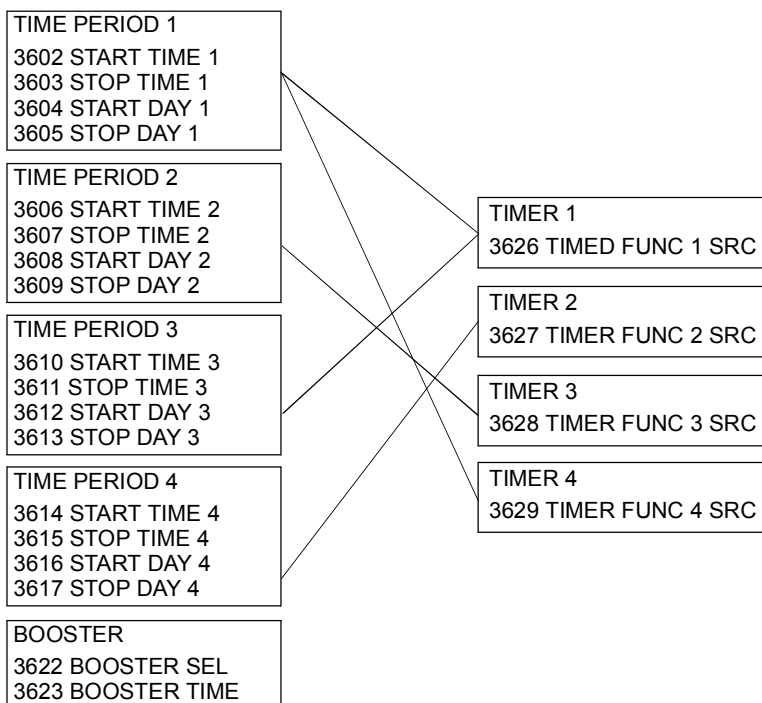 TIME PERIOD 1
3602 START TIME 1
3603 STOP TIME 1
3604 START DAY 1
3605 STOP DAY 1
TIME PERIOD 2
3606 START TIME 2
3607 STOP TIME 2
3608 START DAY 2
3609 STOP DAY 2
TIME PERIOD 3
3610 START TIME 3
3611 STOP TIME 3
3612 START DAY 3
3613 STOP DAY 3
TIME PERIOD 4
3614 START TIME 4
3615 STOP TIME 4
3616 START DAY 4
3617 STOP DAY 4
BOOSTER
3622 BOOSTER SEL
3623 BOOSTER TIME
TIMER 1
3626 TIMED FUNC 1 SRC
TIMER 2
3627 TIMER FUNC 2 SRC
TIMER 3
3628 TIMER FUNC 3 SRC
TIMER 4
3629 TIMER FUNC 4 SRC